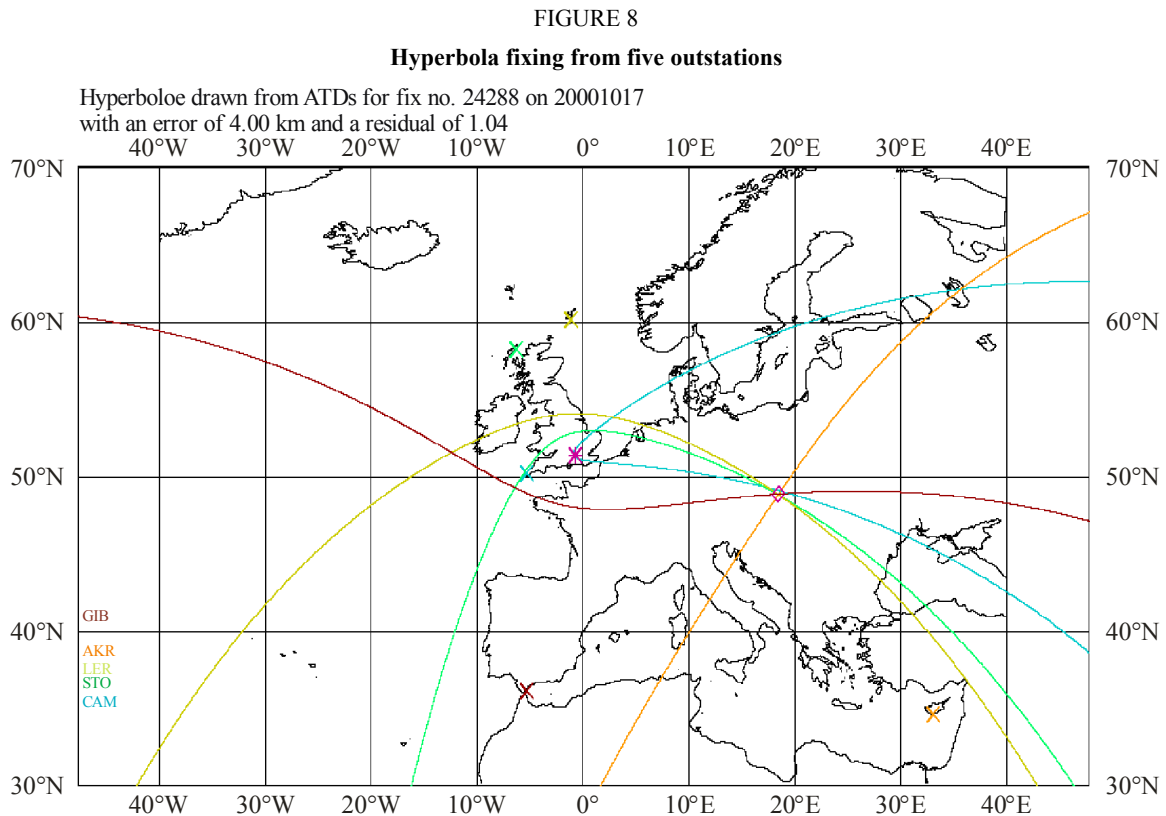 FIGURE 8
Hyperbola fixing from five outstations
Hyperboloe drawn from ATDs for fix no. 24288 on 20001017
with an error of 4.00 km and a residual of 1.04
40°W 30°W 20°W 10°W 0° 10°E 20°E 30°E 40°E
70°N 70°N
60°N 60°N
50°N 50°N
GIB
40°N 40°N
AKR
LER
STO
CAM
30°N 30°N
40°W 30°W 20°W 10°W 0° 10°E 20°E 30°E 40°E